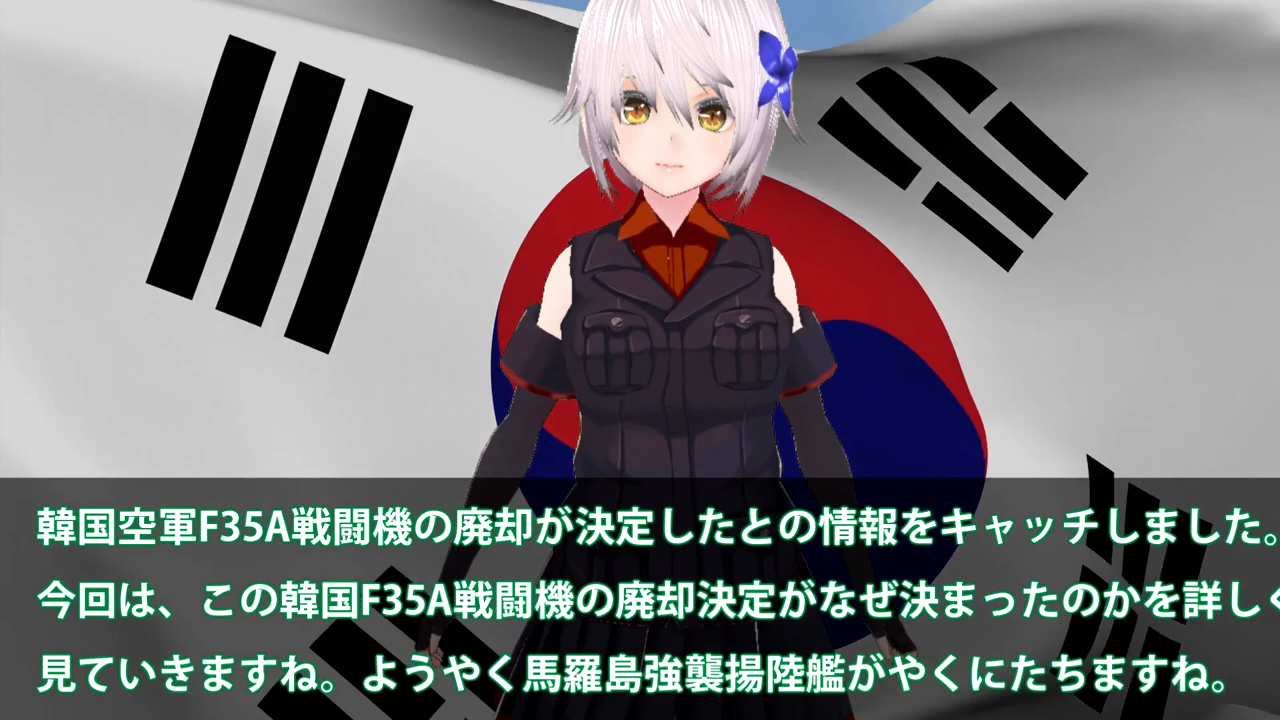 韓国空軍F35A戦闘機の廃却が決定したとの情報をキャッチしました。
今回は、この韓国F35A戦闘機の廃却決定がなぜ決まったのかを詳しく
見ていきますね。ようやく馬羅島強襲揚陸艦がやくにたちますね。